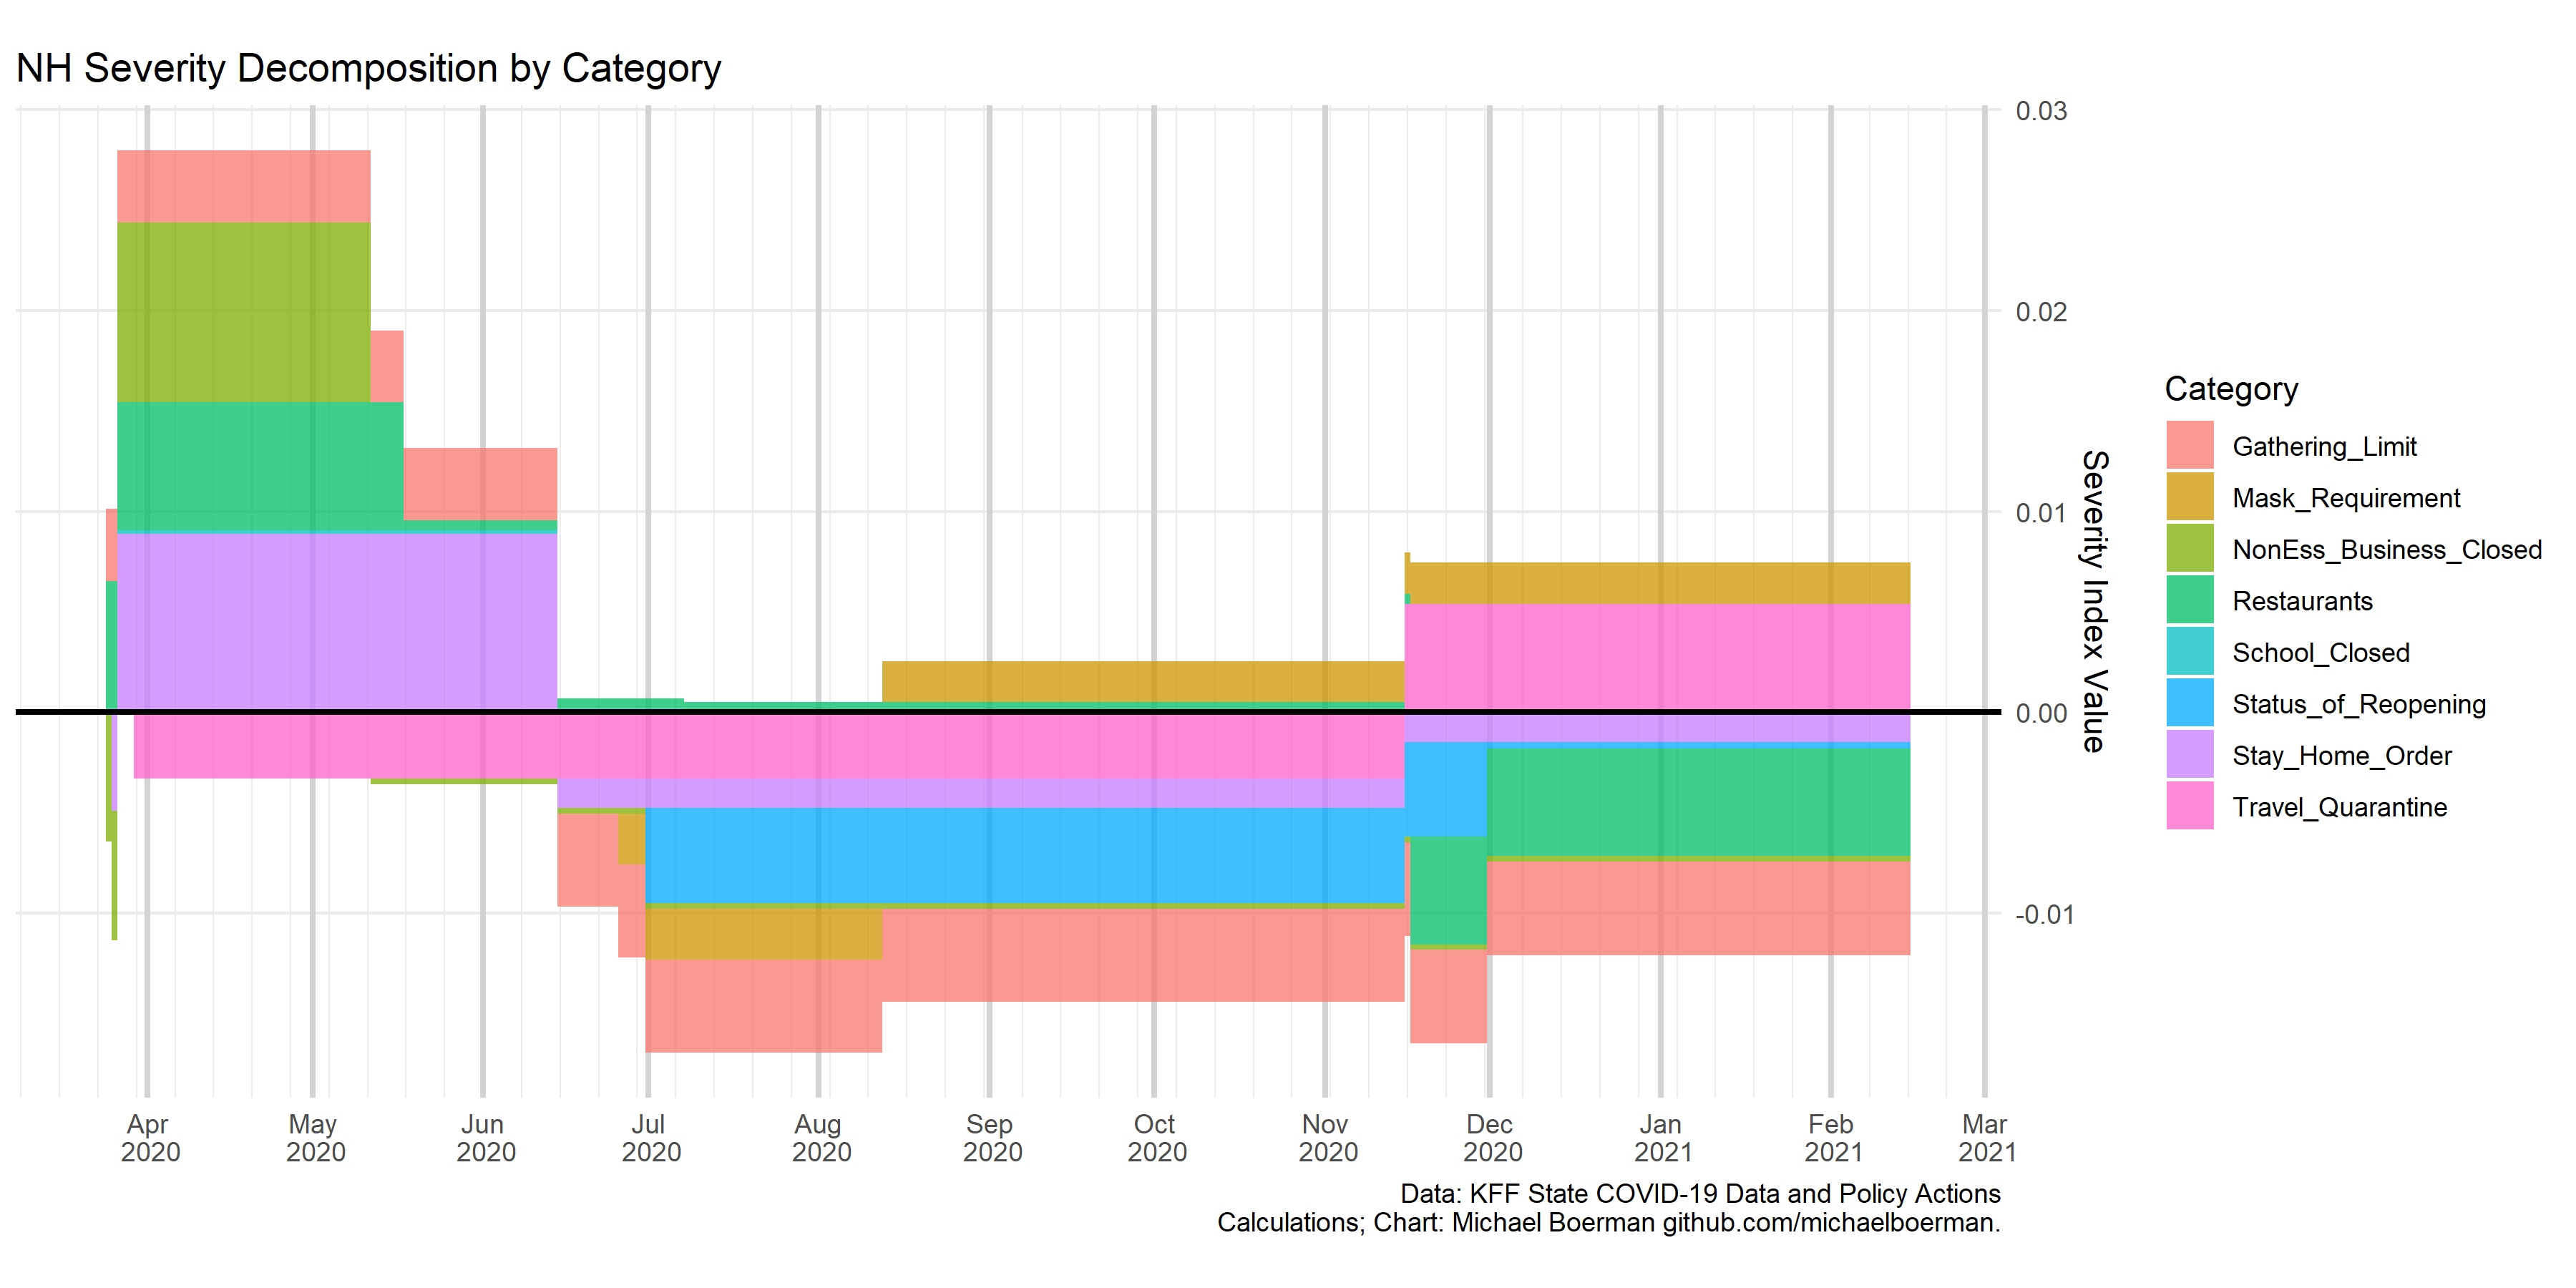 NH Severity Decomposition by Category
0.03
0.02
0.01
0.00
-0.01
Severity Index Value
Category
Gathering_Limit
Mask_Requirement
NonEss_Business_Closed
Restaurants
School_Closed
Status_of_Reopening
Stay_Home_Order
Travel_Quarantine
Apr May Jun Jul Aug Sep Oct Nov Dec Jan Feb Mar
2020 2020 2020 2020 2020 2020 2020 2020 2020 2021 2021 2021
Data: KFF State COVID-19 Data and Policy Actions
Calculations; Chart: Michael Boerman github.com/michaelboerman.